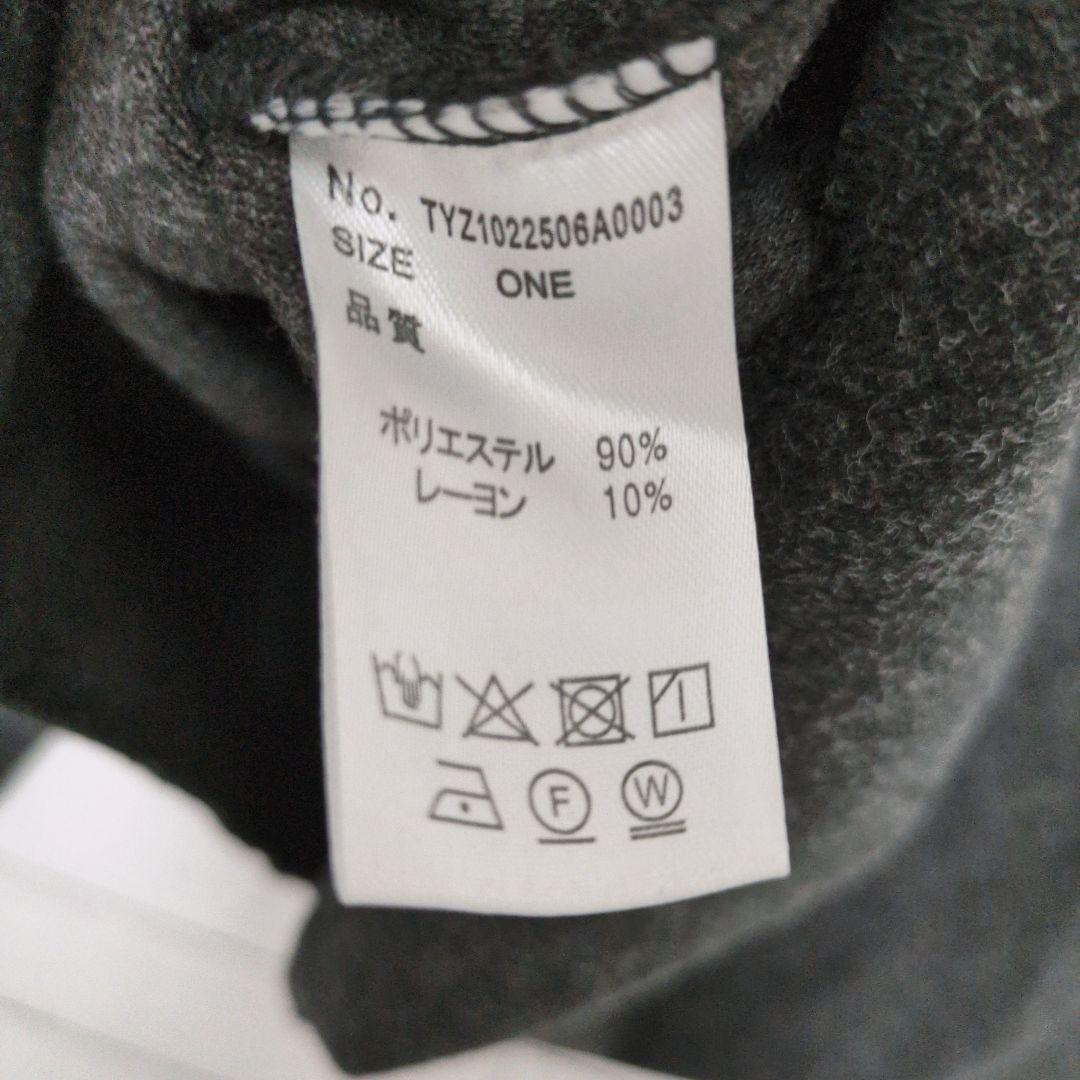 No. TYZ1022506A0003
SIZE ONE
品質
ポリエステル 90%
レーヨン 10%
F W